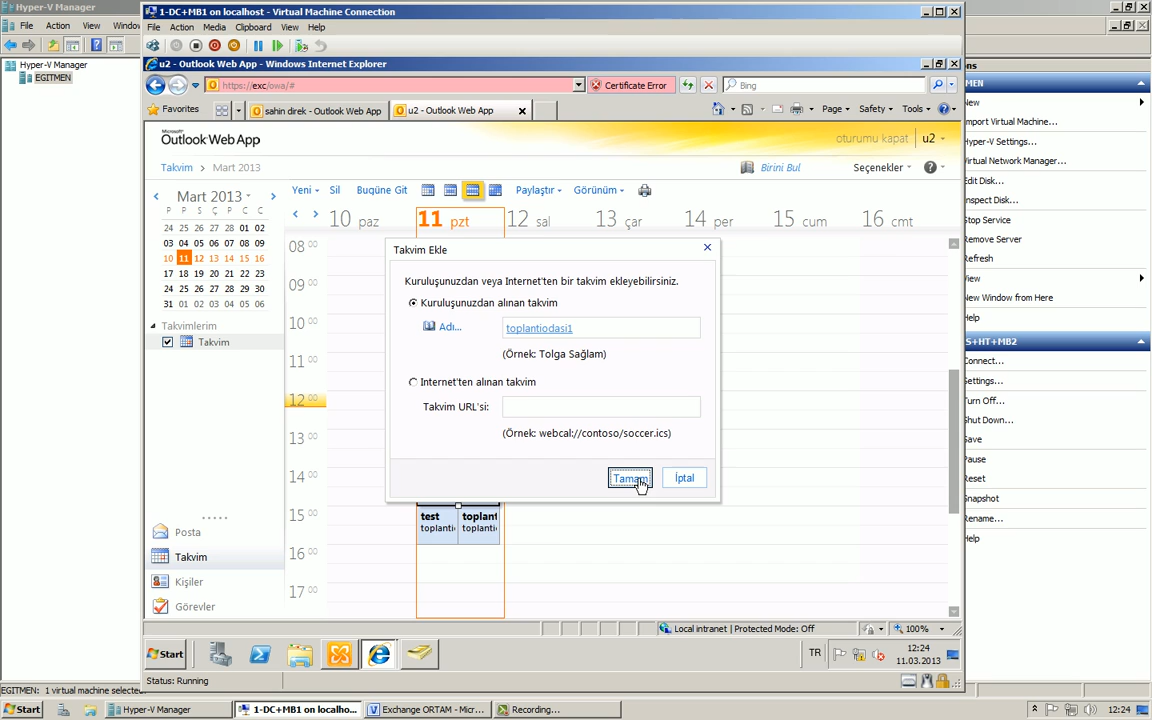 Hyper-V Manager
File Action View Window
Hyper-V Manager
EGITMEN
1-DC+MB1 on localhost - Virtual Machine Connection
File Action Media Clipboard View Help
u2 - Outlook Web App - Windows Internet Explorer
https://exc/owa/#
Certificate Error
Bing
Favorites
sahin direk - Outlook Web App
u2 - Outlook Web App
Page Safety Tools
Microsoft
Outlook Web App
oturumu kapat
u2
Takvim > Mart 2013
Birini Bul
Seçenekler
Mart 2013
P P S Ç P C C
24 25 26 27 28 01 02
03 04 05 06 07 08 09
10 11 12 13 14 15 16
17 18 19 20 21 22 23
24 25 26 27 28 29 30
31 01 02 03 04 05 06
Takvimlerim
Takvim
Posta
Takvim
Kişiler
Görevler
Yeni Sil Bugüne Git Paylaştır Görünüm
10 paz 11 pzt 12 sal 13 çar 14 per 15 cum 16 cmt
08 00
09 00
10 00
11 00
12 00
13 00
14 00
15 00
16 00
17 00
test
toplantı
toplant
toplantı
Takvim Ekle
Kuruluşunuzdan veya Internet'ten bir takvim ekleyebilirsiniz.
Kuruluşunuzdan alınan takvim
Adı...
toplantiodasi1
(Örnek: Tolga Sağlam)
Internet'ten alınan takvim
Takvim URL'si:
(Örnek: webcal://contoso/soccer.ics)
Tamam
İptal
Local intranet | Protected Mode: Off
100%
Start
TR
12:24
11.03.2013
Status: Running
ons
MEN
New
mport Virtual Machine...
Hyper-V Settings...
Virtual Network Manager...
Edit Disk...
nspect Disk...
Stop Service
Remove Server
Refresh
View
New Window from Here
Help
S+HT+MB2
Connect...
Settings...
Turn Off...
Shut Down...
Save
Pause
Reset
Snapshot
Rename...
Help
EGITMEN: 1 virtual machine selected.
Start
Hyper-V Manager
1-DC+MB1 on localho...
Exchange ORTAM - Micr...
Recording...
12:24